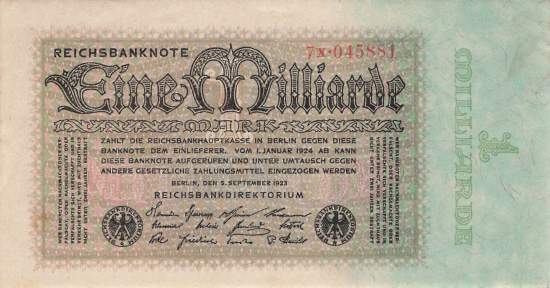 REICHSBANKNOTE
7X·045881
Eine Milliarde
MARK
ZAHLT DIE REICHSBANKHAUPTKASSE IN BERLIN GEGEN DIESE
BANKNOTE DEM EINLIEFERER. VOM 1. JANUAR 1924 AB KANN
DIESE BANKNOTE AUFGERUFEN UND UNTER UMTAUSCH GEGEN
ANDERE GESETZLICHE ZAHLUNGSMITTEL EINGEZOGEN WERDEN
BERLIN, DEN 5. SEPTEMBER 1923
REICHSBANKDIREKTORIUM
1
MILLIARDE